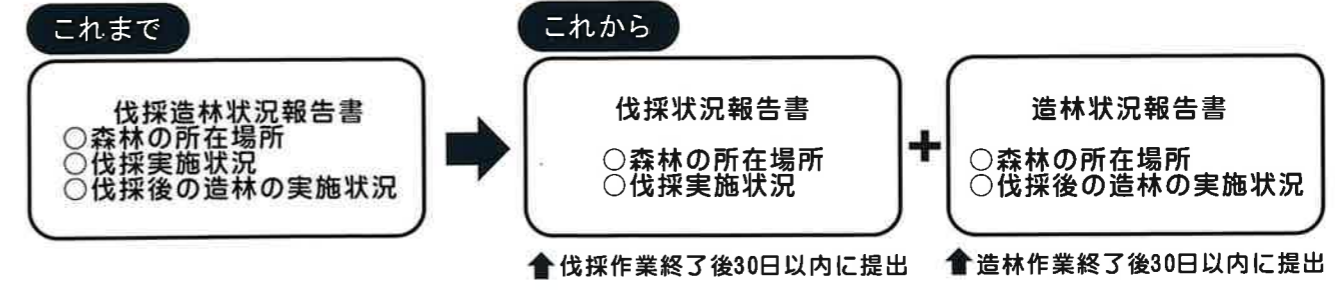 これまで
伐採造林状況報告書
○森林の所在場所
○伐採実施状況
○伐採後の造林の実施状況
これから
伐採状況報告書
○森林の所在場所
○伐採実施状況
+
造林状況報告書
○森林の所在場所
○伐採後の造林の実施状況
伐採作業終了後30日以内に提出
造林作業終了後30日以内に提出